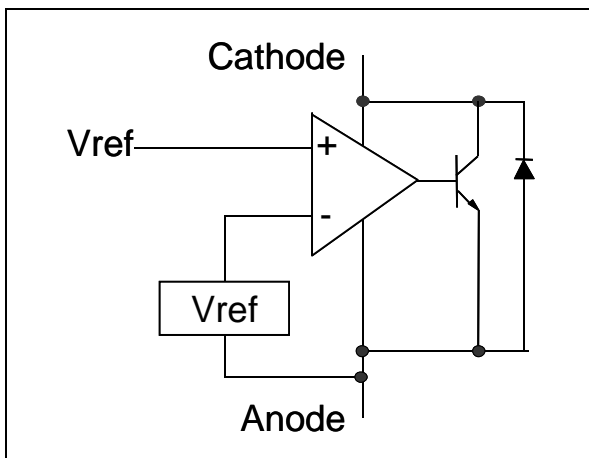 Cathode
Vref
+
-
Vref
Anode